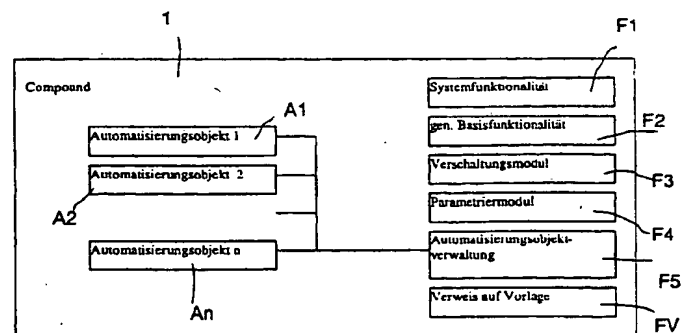 1
F1
Compound
Systemfunktionalität
A1
gen. Basisfunktionalität
F2
Automatisierungsobjekt 1
Verschaltungsmodul
F3
Automatisierungsobjekt 2
A2
Parametriermodul
F4
Automatisierungsobjekt n
Automatisierungsobjekt-
verwaltung
F5
An
Verweis auf Vorlage
FV